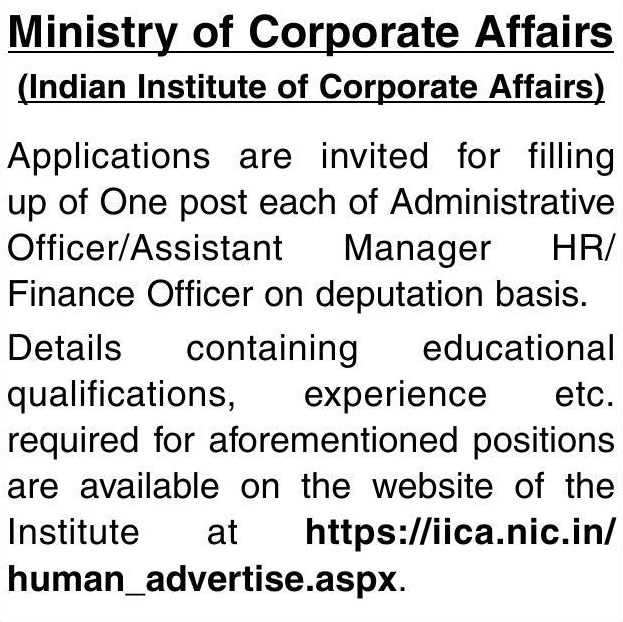 Ministry of Corporate Affairs
(Indian Institute of Corporate Affairs)
Applications are invited for filling
up of One post each of Administrative
Officer/Assistant Manager HR/
Finance Officer on deputation basis.
Details containing educational
qualifications, experience etc.
required for aforementioned positions
are available on the website of the
Institute at https://iica.nic.in/
human_advertise.aspx.